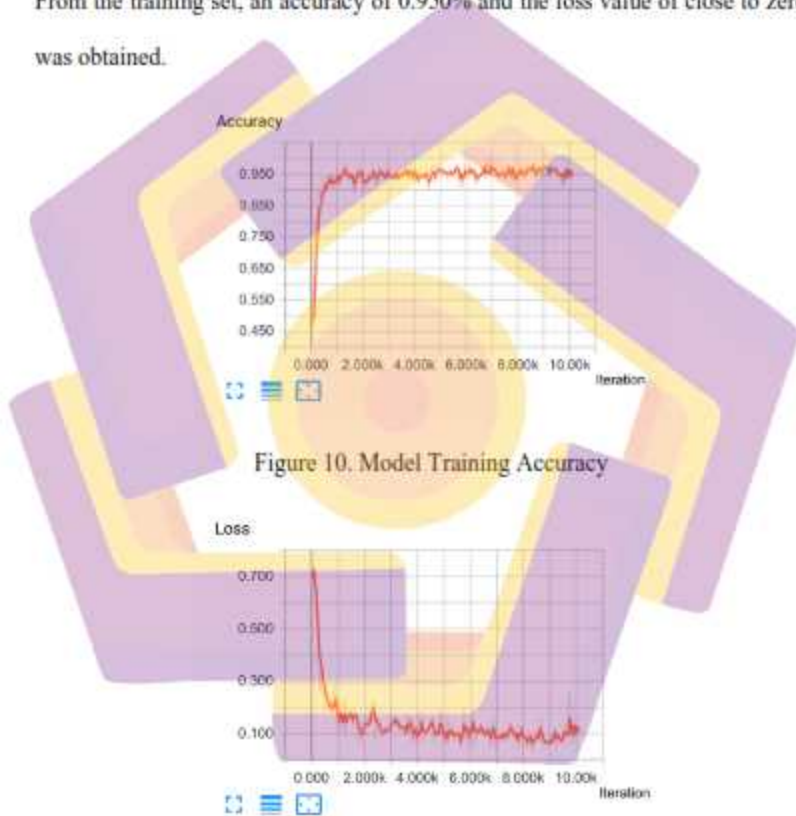 From the training set, an accuracy of 0.950% and the loss value of close to zero
was obtained.
Accuracy
0.950
0.850
0.750
0.650
0.550
0.450
0.000 2.000k 4.000k 6.000k 8.000k 10.00k
Iteration
Figure 10. Model Training Accuracy
Loss
0.700
0.500
0.300
0.100
0.000 2.000k 4.000k 6.000k 8.000k 10.00k
Iteration